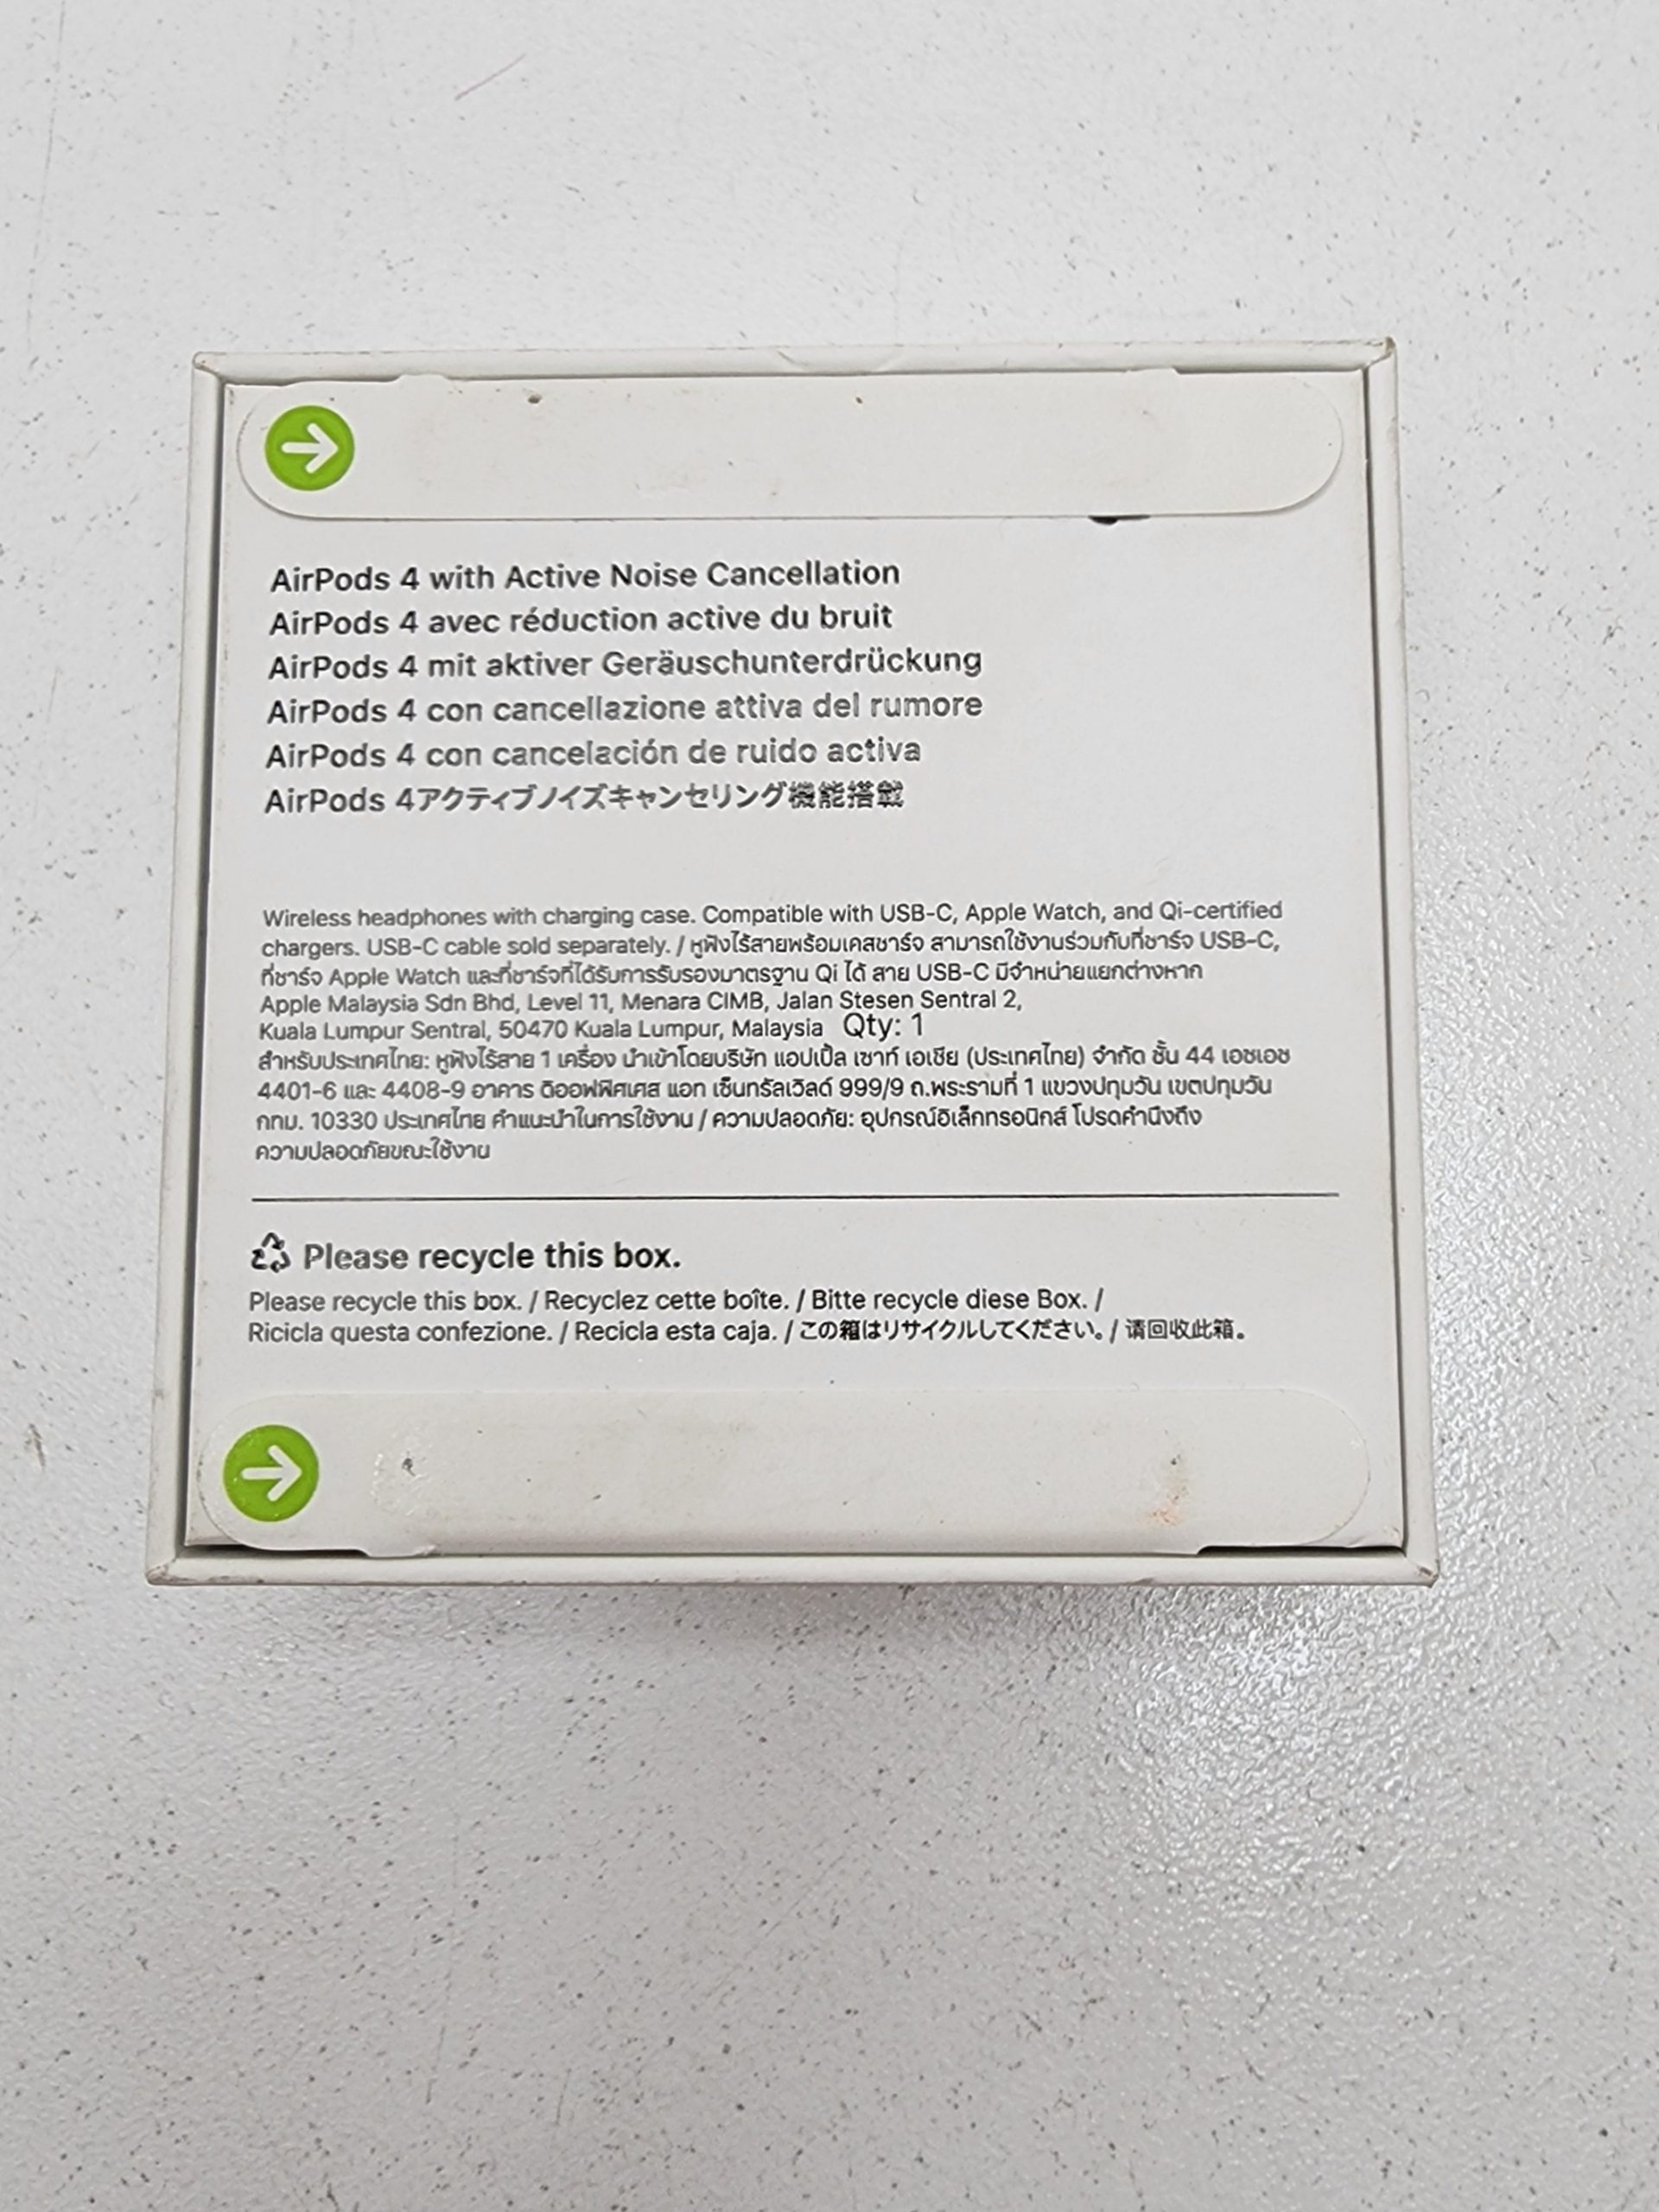 AirPods 4 with Active Noise Cancellation
AirPods 4 avec réduction active du bruit
AirPods 4 mit aktiver Geräuschunterdrückung
AirPods 4 con cancellazione attiva del rumore
AirPods 4 con cancelación de ruido activa
AirPods 4アクティブノイズキャンセリング機能搭載
Wireless headphones with charging case. Compatible with USB-C, Apple Watch, and Qi-certified
chargers. USB-C cable sold separately. / หูฟังไร้สายพร้อมเคสชาร์จ สามารถใช้งานร่วมกับที่ชาร์จ USB-C,
ที่ชาร์จ Apple Watch และที่ชาร์จที่ได้รับการรับรองมาตรฐาน Qi ได้ สาย USB-C มีจำหน่ายแยกต่างหาก
Apple Malaysia Sdn Bhd, Level 11, Menara CIMB, Jalan Stesen Sentral 2,
Kuala Lumpur Sentral, 50470 Kuala Lumpur, Malaysia Qty: 1
สำหรับประเทศไทย: หูฟังไร้สาย 1 เครื่อง นำเข้าโดยบริษัท แอปเปิ้ล เซาท์ เอเชีย (ประเทศไทย) จำกัด ชั้น 44 เอชเอช
4401-6 และ 4408-9 อาคาร ดิออฟฟิศเศส แอท เซ็นทรัลเวิลด์ 999/9 ถ.พระรามที่ 1 แขวงปทุมวัน เขตปทุมวัน
กทม. 10330 ประเทศไทย คำแนะนำในการใช้งาน / ความปลอดภัย: อุปกรณ์อิเล็กทรอนิกส์ โปรดคำนึงถึง
ความปลอดภัยขณะใช้งาน
Please recycle this box.
Please recycle this box. / Recyclez cette boîte. / Bitte recycle diese Box. /
Ricicla questa confezione. / Recicla esta caja. / この箱はリサイクルしてください。/ 请回收此箱。